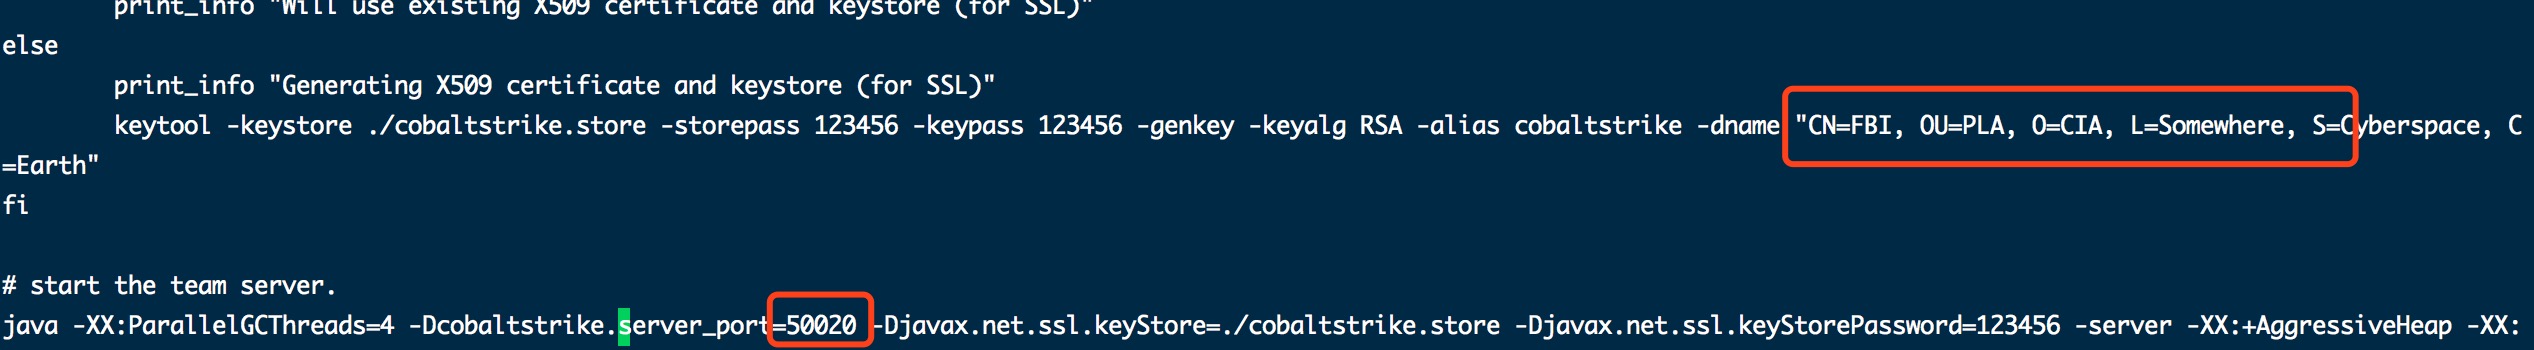 print_info "Will use existing X509 certificate and keystore (for SSL)"
else
print_info "Generating X509 certificate and keystore (for SSL)"
keytool -keystore ./cobaltstrike.store -storepass 123456 -keypass 123456 -genkey -keyalg RSA -alias cobaltstrike -dname "CN=FBI, OU=PLA, O=CIA, L=Somewhere, S=Cyberspace, C
=Earth"
fi
# start the team server.
java -XX:ParallelGCThreads=4 -Dcobaltstrike.server_port=50020 -Djavax.net.ssl.keyStore=./cobaltstrike.store -Djavax.net.ssl.keyStorePassword=123456 -server -XX:+AggressiveHeap -XX: